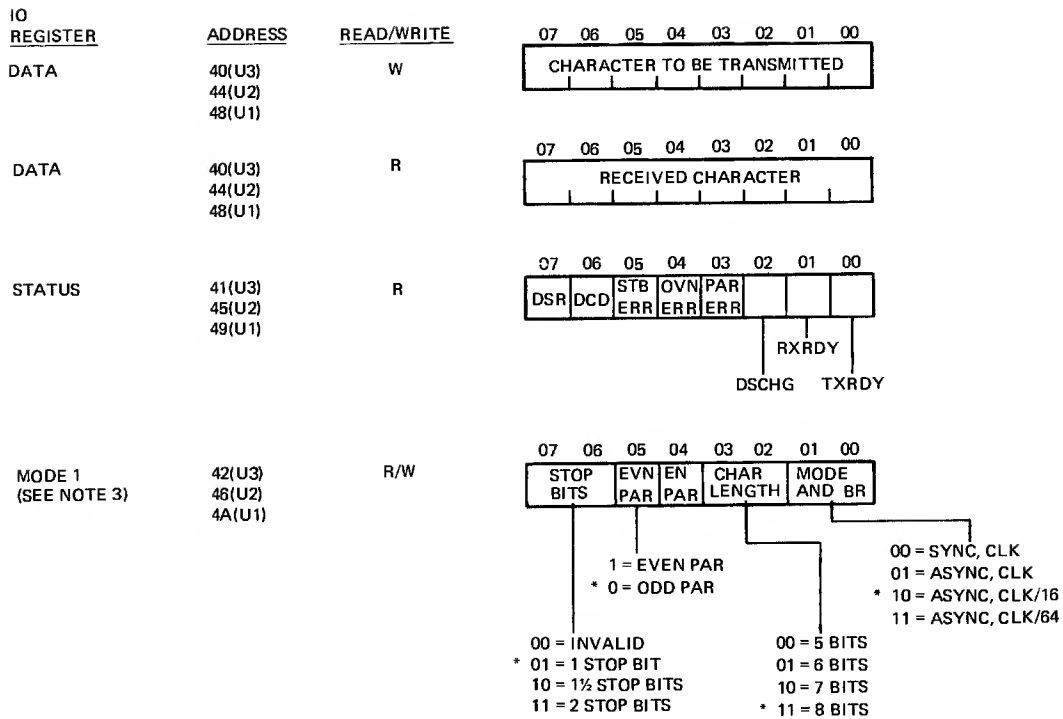 IO
REGISTER ADDRESS READ/WRITE
07 06 05 04 03 02 01 00
DATA 40(U3) W CHARACTER TO BE TRANSMITTED
44(U2)
48(U1)
07 06 05 04 03 02 01 00
DATA 40(U3) R RECEIVED CHARACTER
44(U2)
48(U1)
07 06 05 04 03 02 01 00
STATUS 41(U3) R DSR DCD STB ERR OVN ERR PAR ERR
45(U2)
49(U1)
RXRDY
DSCHG TXRDY
07 06 05 04 03 02 01 00
MODE 1 42(U3) R/W STOP BITS EVN PAR EN PAR CHAR LENGTH MODE AND BR
(SEE NOTE 3) 46(U2)
4A(U1)
1 = EVEN PAR
* 0 = ODD PAR
00 = SYNC, CLK
01 = ASYNC, CLK
* 10 = ASYNC, CLK/16
11 = ASYNC, CLK/64
00 = INVALID
* 01 = 1 STOP BIT
10 = 1½ STOP BITS
11 = 2 STOP BITS
00 = 5 BITS
01 = 6 BITS
10 = 7 BITS
* 11 = 8 BITS